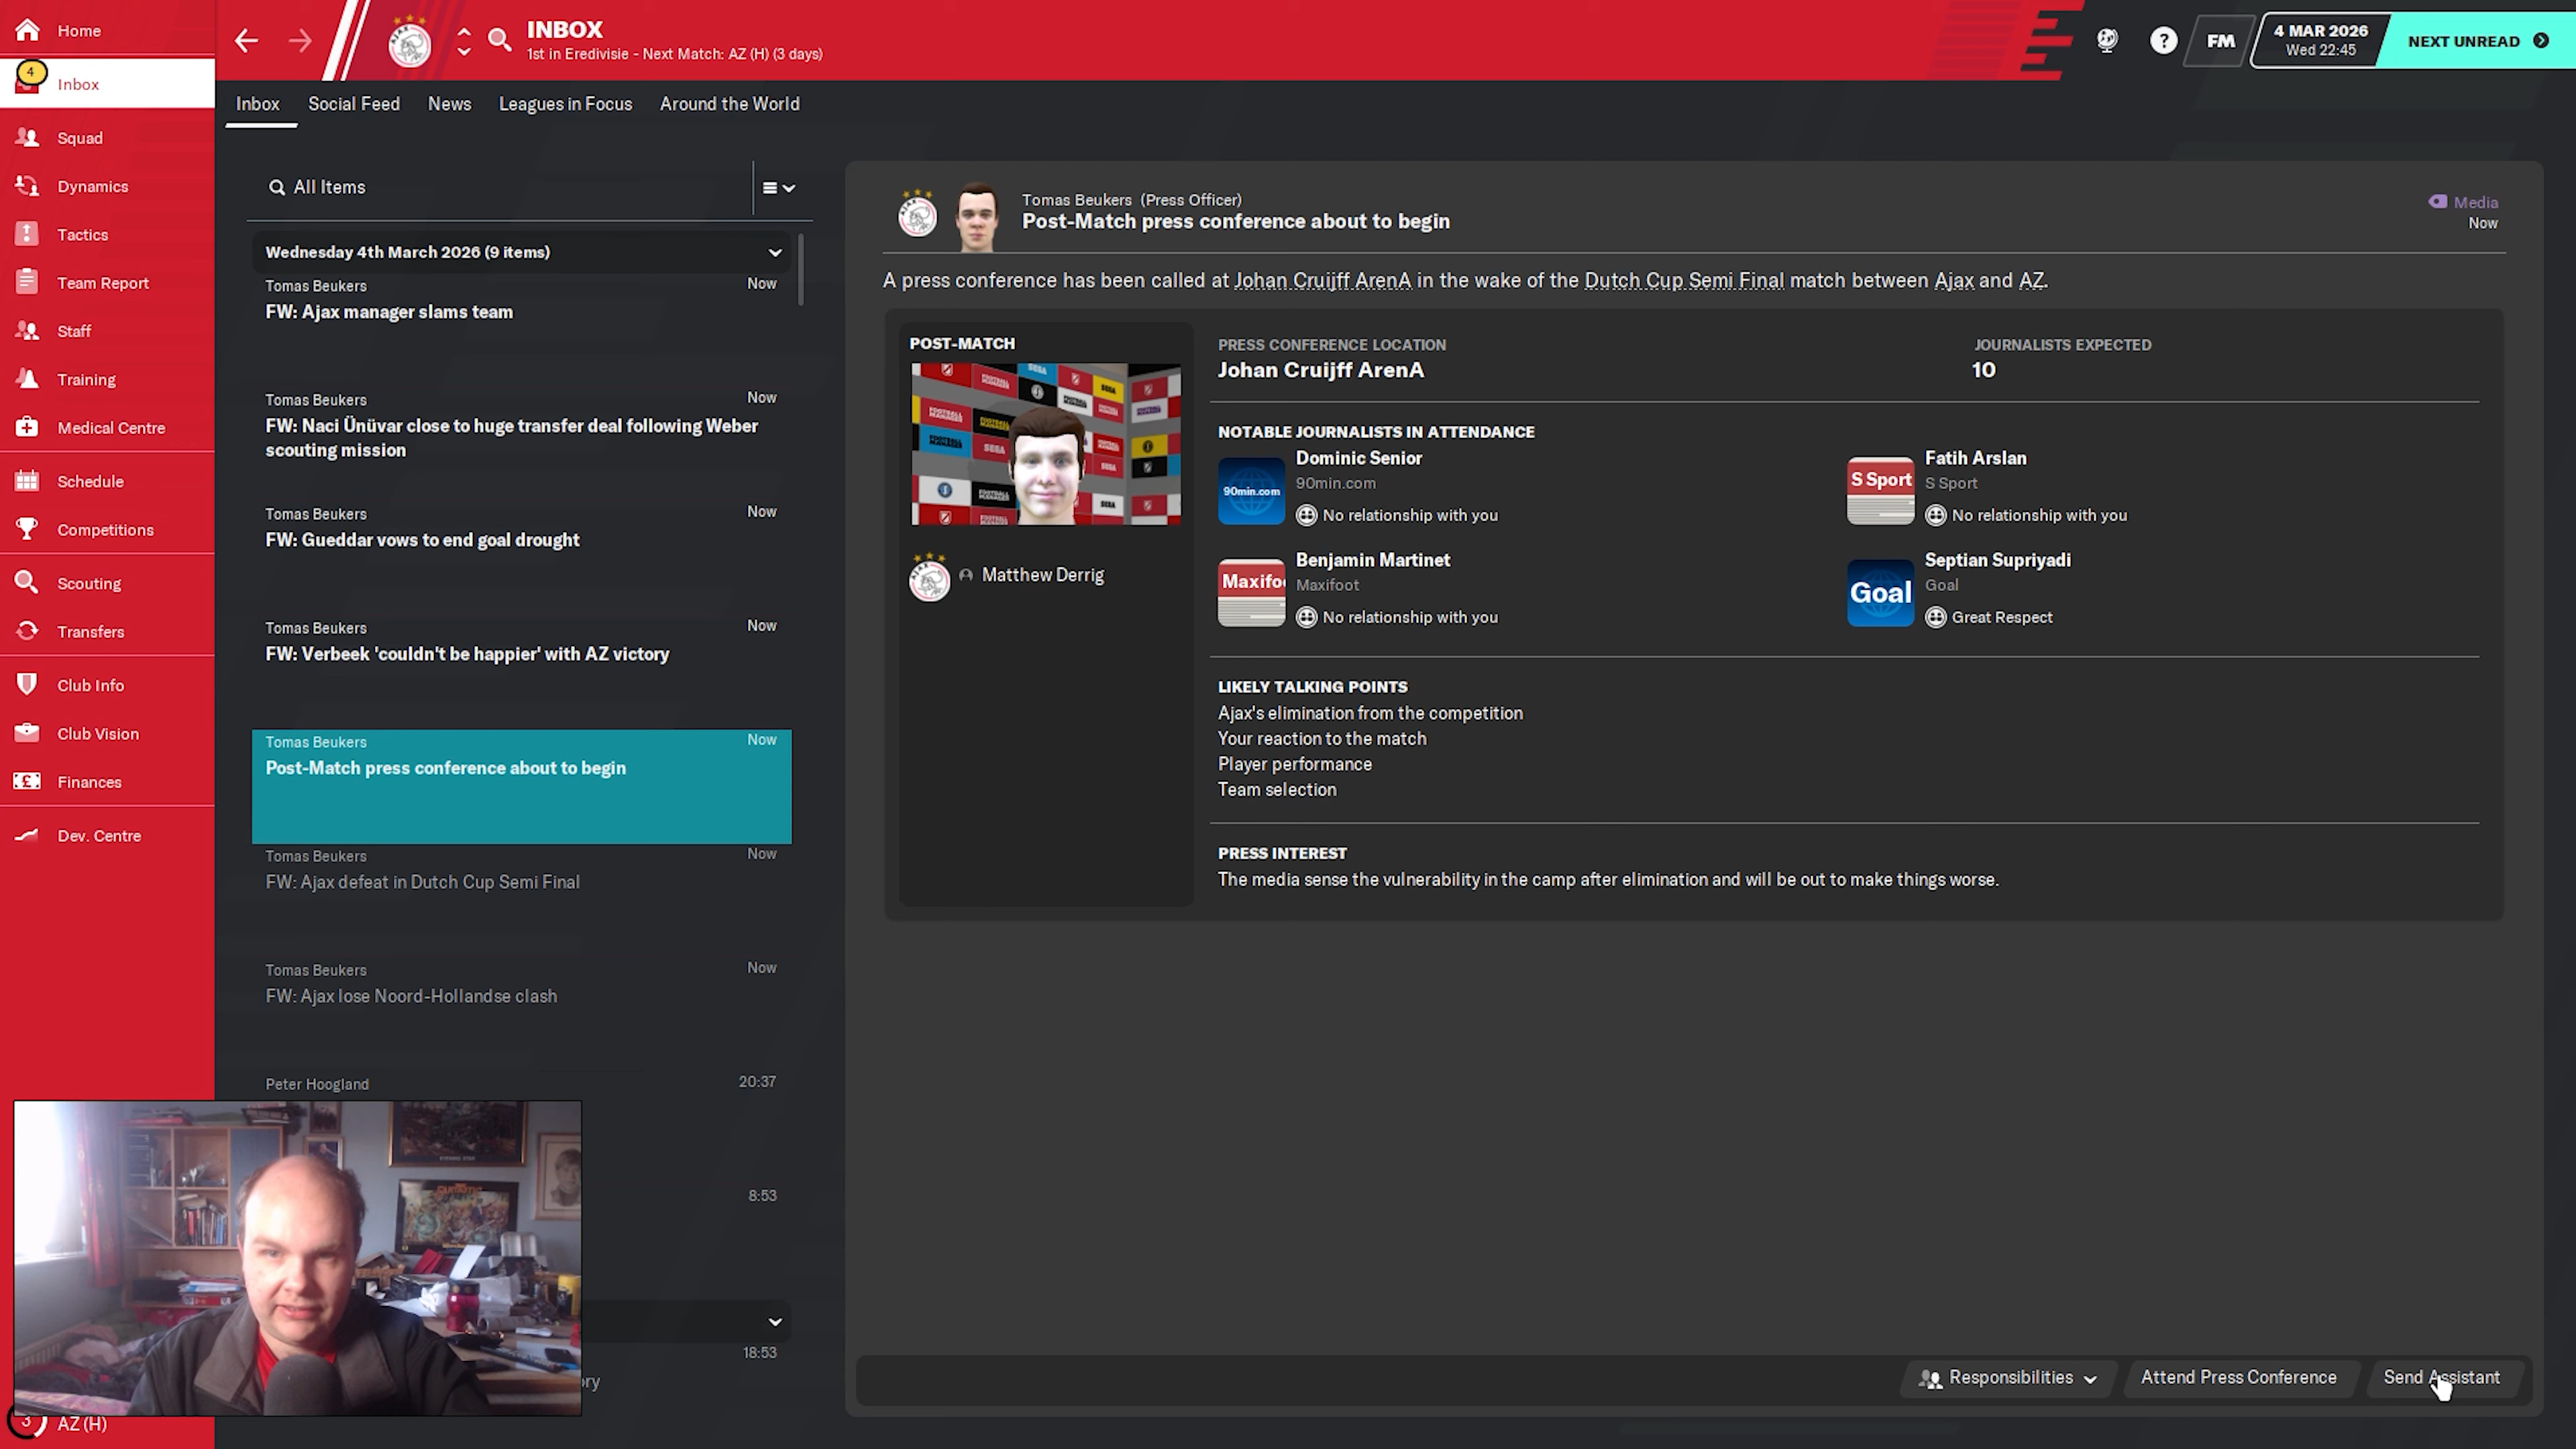 Home
4
Inbox
Squad
Dynamics
Tactics
Team Report
Staff
Training
Medical Centre
Schedule
Competitions
Scouting
Transfers
Club Info
Club Vision
Finances
Dev. Centre
3
AZ (H)
INBOX
1st in Eredivisie - Next Match: AZ (H) (3 days)
?
FM
4 MAR 2026
Wed 22:45
NEXT UNREAD
Inbox
Social Feed
News
Leagues in Focus
Around the World
All Items
Wednesday 4th March 2026 (9 items)
Tomas Beukers
Now
FW: Ajax manager slams team
Tomas Beukers
Now
FW: Naci Ünüvar close to huge transfer deal following Weber
scouting mission
Tomas Beukers
Now
FW: Gueddar vows to end goal drought
Tomas Beukers
Now
FW: Verbeek 'couldn't be happier' with AZ victory
Tomas Beukers
Now
Post-Match press conference about to begin
Tomas Beukers
Now
FW: Ajax defeat in Dutch Cup Semi Final
Tomas Beukers
Now
FW: Ajax lose Noord-Hollandse clash
Peter Hoogland
20:37
8:53
18:53
Tomas Beukers (Press Officer)
Post-Match press conference about to begin
Media
Now
A press conference has been called at Johan Cruijff ArenA in the wake of the Dutch Cup Semi Final match between Ajax and AZ.
POST-MATCH
Matthew Derrig
PRESS CONFERENCE LOCATION
Johan Cruijff ArenA
JOURNALISTS EXPECTED
10
NOTABLE JOURNALISTS IN ATTENDANCE
90min.com
Dominic Senior
90min.com
No relationship with you
S Sport
Fatih Arslan
S Sport
No relationship with you
Maxifo
Benjamin Martinet
Maxifoot
No relationship with you
Goal
Septian Supriyadi
Goal
Great Respect
LIKELY TALKING POINTS
Ajax's elimination from the competition
Your reaction to the match
Player performance
Team selection
PRESS INTEREST
The media sense the vulnerability in the camp after elimination and will be out to make things worse.
Responsibilities
Attend Press Conference
Send Assistant